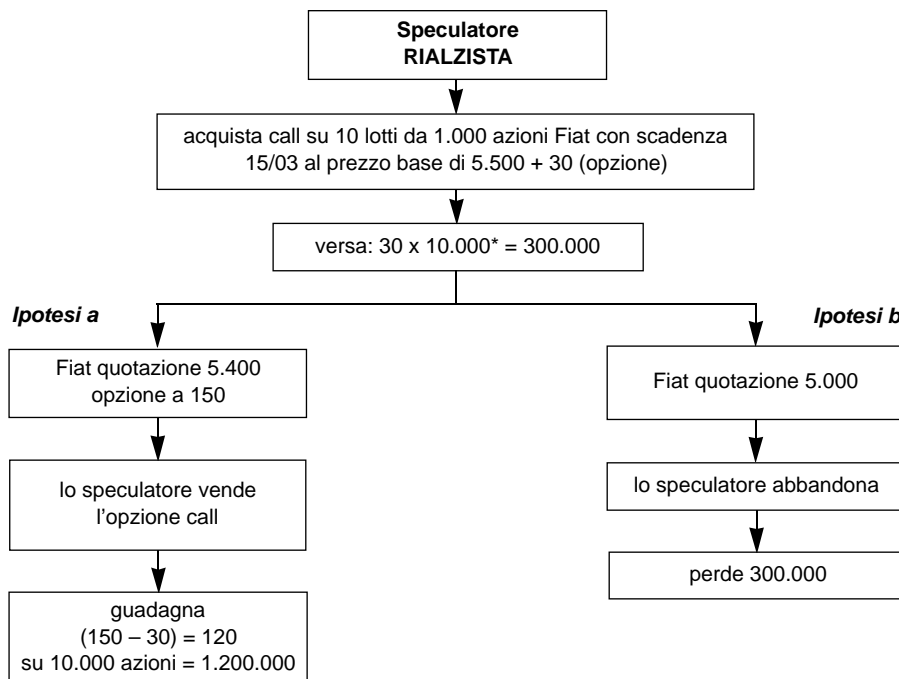 Speculatore
RIALZISTA
acquista call su 10 lotti da 1.000 azioni Fiat con scadenza
15/03 al prezzo base di 5.500 + 30 (opzione)
versa: 30 x 10.000* = 300.000
Ipotesi a
Ipotesi b
Fiat quotazione 5.400
opzione a 150
Fiat quotazione 5.000
lo speculatore vende
l’opzione call
lo speculatore abbandona
perde 300.000
guadagna
(150 – 30) = 120
su 10.000 azioni = 1.200.000